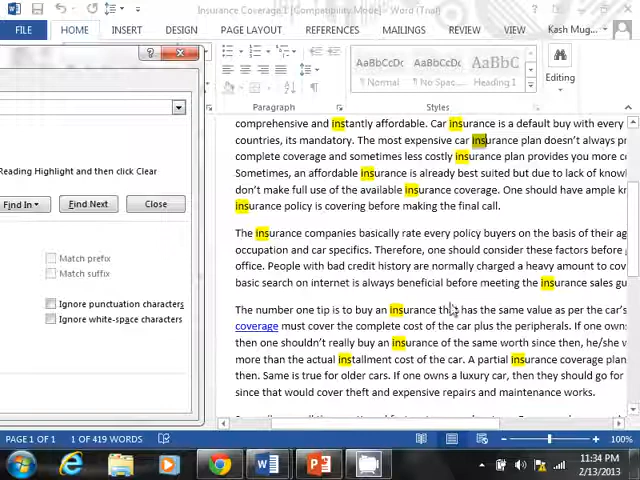 Insurance Coverage 1 [Compatibility Mode] - Word (Trial)
FILE HOME INSERT DESIGN PAGE LAYOUT REFERENCES MAILINGS REVIEW VIEW Kash Mug...
AaBbCcDc AaBbCcDc AaBbC
¶ Normal ¶ No Spac... Heading 1
Editing
Paragraph Styles
Reading Highlight and then click Clear
Find In Find Next Close
Match prefix
Match suffix
Ignore punctuation characters
Ignore white-space characters
comprehensive and instantly affordable. Car insurance is a default buy with every
countries, its mandatory. The most expensive car insurance plan doesn't always pr
complete coverage and sometimes less costly insurance plan provides you more c
Sometimes, an affordable insurance is already best suited but due to lack of know
don't make full use of the available insurance coverage. One should have ample k
insurance policy is covering before making the final call.
The insurance companies basically rate every policy buyers on the basis of their ag
occupation and car specifics. Therefore, one should consider these factors before
office. People with bad credit history are normally charged a heavy amount to cov
basic search on internet is always beneficial before meeting the insurance sales gu
The number one tip is to buy an insurance that has the same value as per the car's
coverage must cover the complete cost of the car plus the peripherals. If one owns
then one shouldn't really buy an insurance of the same worth since then, he/she w
more than the actual installment cost of the car. A partial insurance coverage plan
then. Same is true for older cars. If one owns a luxury car, then they should go for
since that would cover theft and expensive repairs and maintenance works.
PAGE 1 OF 1 1 OF 419 WORDS 100%
11:34 PM
2/13/2013